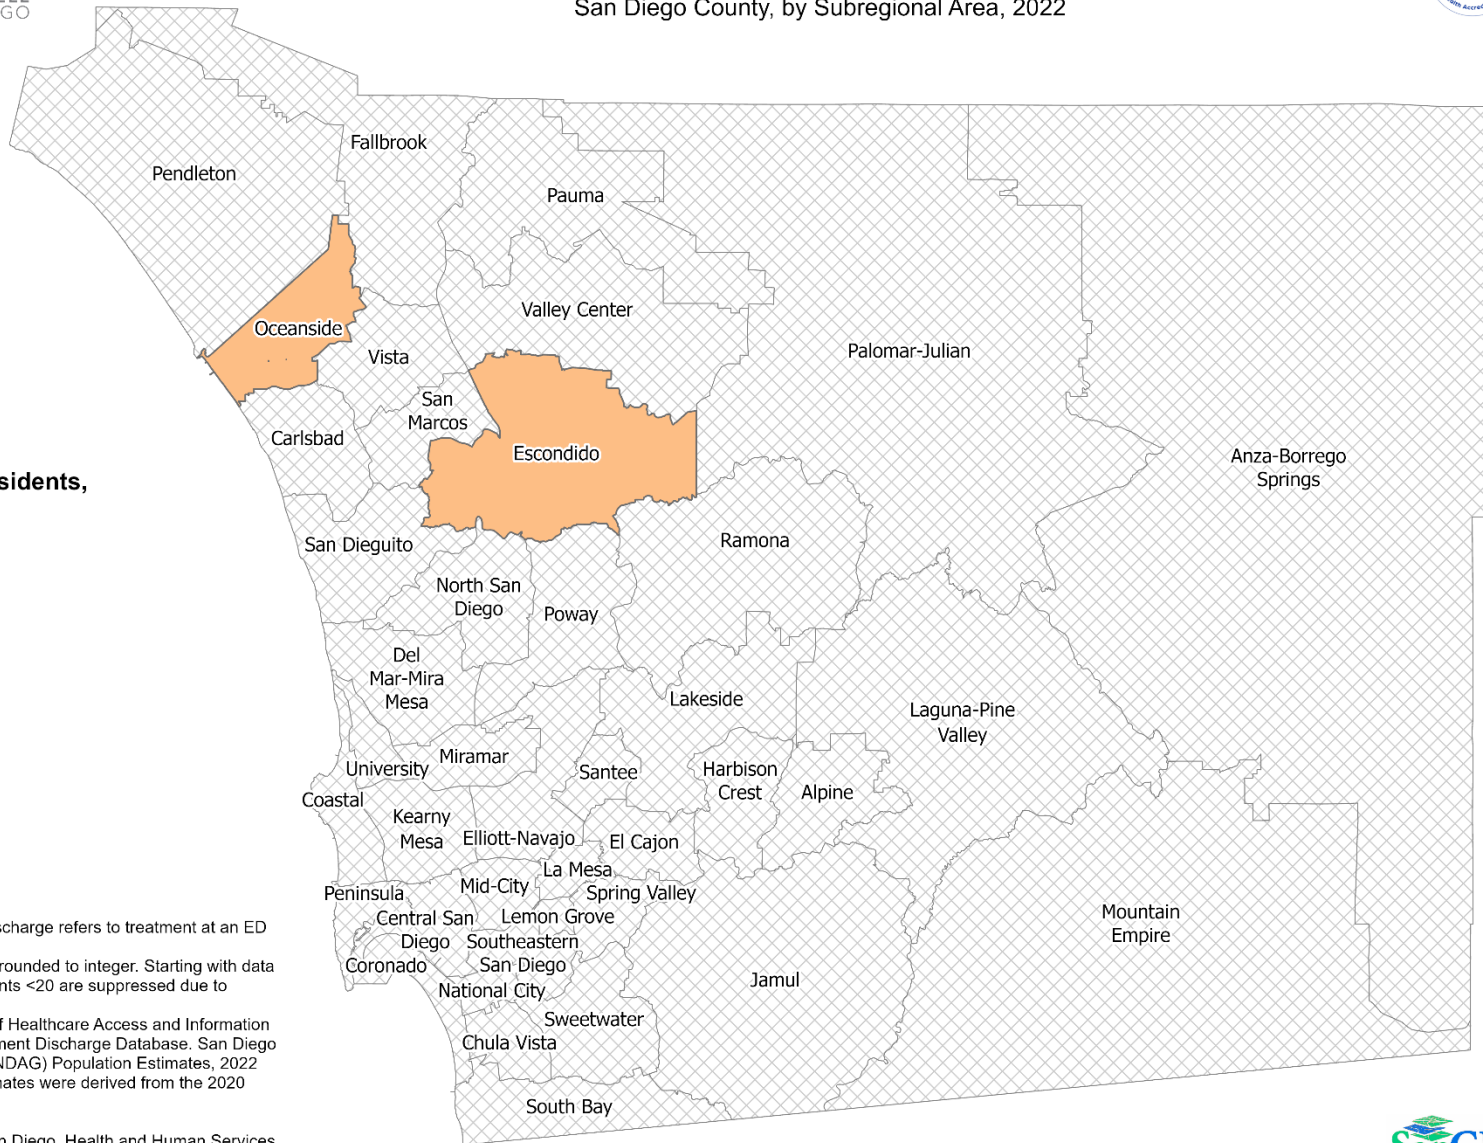 GO
San Diego County, by Subregional Area, 2022
Fallbrook
Pendleton
Pauma
Oceanside
Valley Center
Vista
Palomar-Julian
San
Marcos
Carlsbad
Escondido
Anza-Borrego
Springs
sidents,
San Dieguito
Ramona
North San
Diego
Poway
Del
Mar-Mira
Mesa
Lakeside
Laguna-Pine
Valley
Miramar
University
Santee
Harbison
Crest
Alpine
Coastal
Kearny
Mesa
Elliott-Navajo
El Cajon
La Mesa
Mid-City
Peninsula
Spring Valley
Central San
Diego
Lemon Grove
Southeastern
San Diego
Coronado
National City
Mountain
Empire
Jamul
Sweetwater
Chula Vista
South Bay
scharge refers to treatment at an ED
rounded to integer. Starting with data
nts <20 are suppressed due to
f Healthcare Access and Information
ment Discharge Database. San Diego
NDAG) Population Estimates, 2022
mates were derived from the 2020
n Diego, Health and Human Services